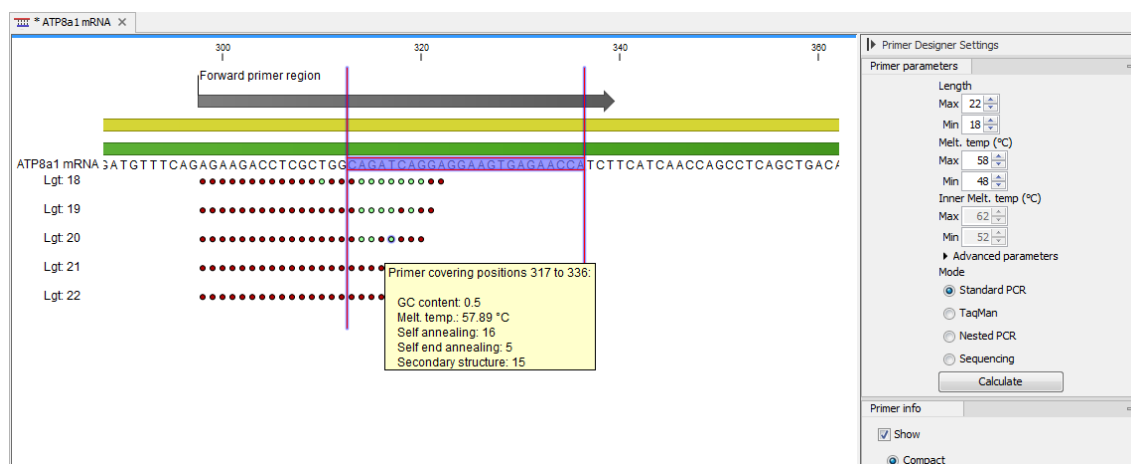 * ATP8a1 mRNA
300 320 340 360
Forward primer region
ATP8a1 mRNA GATGTTTCAGAGAAGACCTCGCTGGCAGATCAGGAGGAAGTGAGAACCATCTTCATCAACCAGCCTCAGCTGACA
Lgt: 18
Lgt: 19
Lgt: 20
Lgt: 21
Lgt: 22
Primer covering positions 317 to 336:
GC content: 0.5
Melt. temp.: 57.89 °C
Self annealing: 16
Self end annealing: 5
Secondary structure: 15
Primer Designer Settings
Primer parameters
Length
Max 22
Min 18
Melt. temp (°C)
Max 58
Min 48
Inner Melt. temp (°C)
Max 62
Min 52
Advanced parameters
Mode
Standard PCR
TaqMan
Nested PCR
Sequencing
Calculate
Primer info
Show
Compact